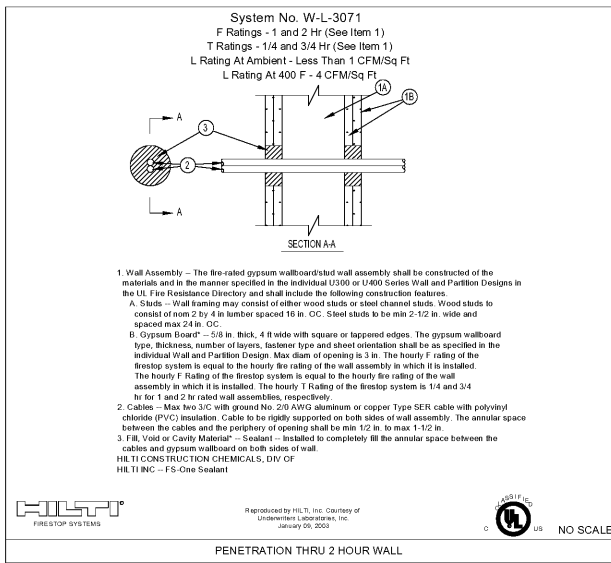 System No. W-L-3071
F Ratings - 1 and 2 Hr (See Item 1)
T Ratings - 1/4 and 3/4 Hr (See Item 1)
L Rating At Ambient - Less Than 1 CFM/Sq Ft
L Rating At 400 F - 4 CFM/Sq Ft
1A
1B
A
3
2
A
SECTION A-A
1. Wall Assembly -- The fire-rated gypsum wallboard/stud wall assembly shall be constructed of the
materials and in the manner specified in the individual U300 or U400 Series Wall and Partition Designs in
the UL Fire Resistance Directory and shall include the following construction features.
A. Studs -- Wall framing may consist of either wood studs or steel channel studs. Wood studs to
consist of nom 2 by 4 in lumber spaced 16 in. OC. Steel studs to be min 2-1/2 in. wide and
spaced max 24 in. OC.
B. Gypsum Board* -- 5/8 in. thick, 4 ft wide with square or tappered edges. The gypsum wallboard
type, thickness, number of layers, fastener type and sheet orientation shall be as specified in the
individual Wall and Partition Design. Max diam of opening is 3 in. The hourly F rating of the
firestop system is equal to the hourly fire rating of the wall assembly in which it is installed.
The hourly F Rating of the firestop system is equal to the hourly fire rating of the wall
assembly in which it is installed. The hourly T Rating of the firestop system is 1/4 and 3/4
hr for 1 and 2 hr rated wall assemblies, respectively.
2. Cables -- Max two 3/C with ground No. 2/0 AWG aluminum or copper Type SER cable with polyvinyl
chloride (PVC) insulation. Cable to be rigidly supported on both sides of wall assembly. The annular space
between the cables and the periphery of opening shall be min 1/2 in. to max 1-1/2 in.
3. Fill, Void or Cavity Material* -- Sealant -- Installed to completely fill the annular space between the
cables and gypsum wallboard on both sides of wall.
HILTI CONSTRUCTION CHEMICALS, DIV OF
HILTI INC -- FS-One Sealant
HILTI
FIRESTOP SYSTEMS
Reproduced by HILTI, Inc. Courtesy of
Underwriters Laboratories, Inc.
January 09, 2003
CLASSIFIED
C UL US
NO SCALE
PENETRATION THRU 2 HOUR WALL